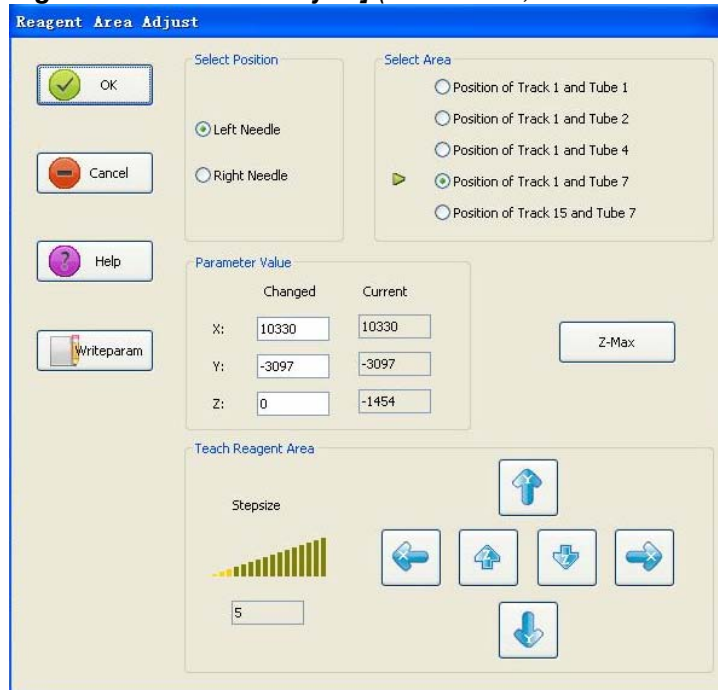 Reagent Area Adjust
OK
Cancel
Help
Writeparam
Select Position
Left Needle
Right Needle
Select Area
Position of Track 1 and Tube 1
Position of Track 1 and Tube 2
Position of Track 1 and Tube 4
Position of Track 1 and Tube 7
Position of Track 15 and Tube 7
Parameter Value
Changed Current
X: 10330 10330
Y: -3097 -3097
Z: 0 -1454
Z-Max
Teach Reagent Area
Stepsize
5
Y
X Z Z X
Y